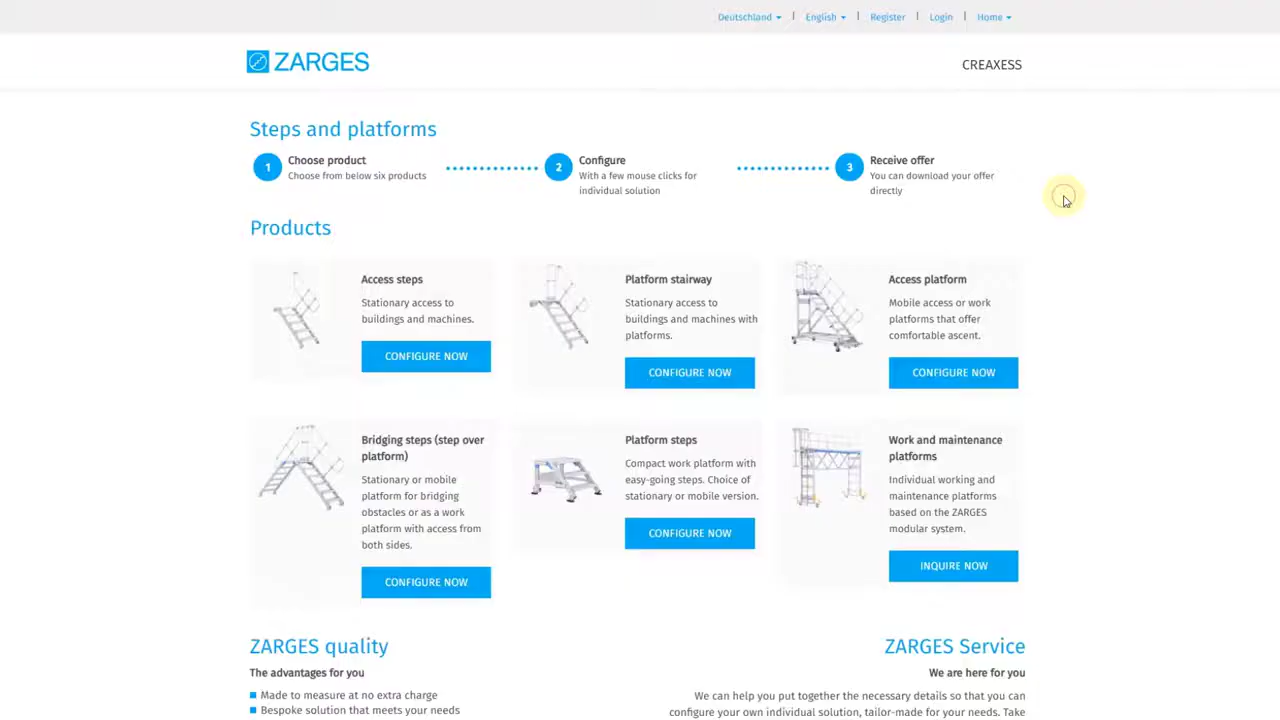 Deutschland | English | Register | Login | Home
ZARGES
CREAXESS
Steps and platforms
1 Choose product
Choose from below six products
2 Configure
With a few mouse clicks for
individual solution
3 Receive offer
You can download your offer
directly
Products
Access steps
Stationary access to
buildings and machines.
CONFIGURE NOW
Platform stairway
Stationary access to
buildings and machines with
platforms.
CONFIGURE NOW
Access platform
Mobile access or work
platforms that offer
comfortable ascent.
CONFIGURE NOW
Bridging steps (step over
platform)
Stationary or mobile
platform for bridging
obstacles or as a work
platform with access from
both sides.
CONFIGURE NOW
Platform steps
Compact work platform with
easy-going steps. Choice of
stationary or mobile version.
CONFIGURE NOW
Work and maintenance
platforms
Individual working and
maintenance platforms
based on the ZARGES
modular system.
INQUIRE NOW
ZARGES quality
The advantages for you
Made to measure at no extra charge
Bespoke solution that meets your needs
ZARGES Service
We are here for you
We can help you put together the necessary details so that you can
configure your own individual solution, tailor-made for your needs. Take